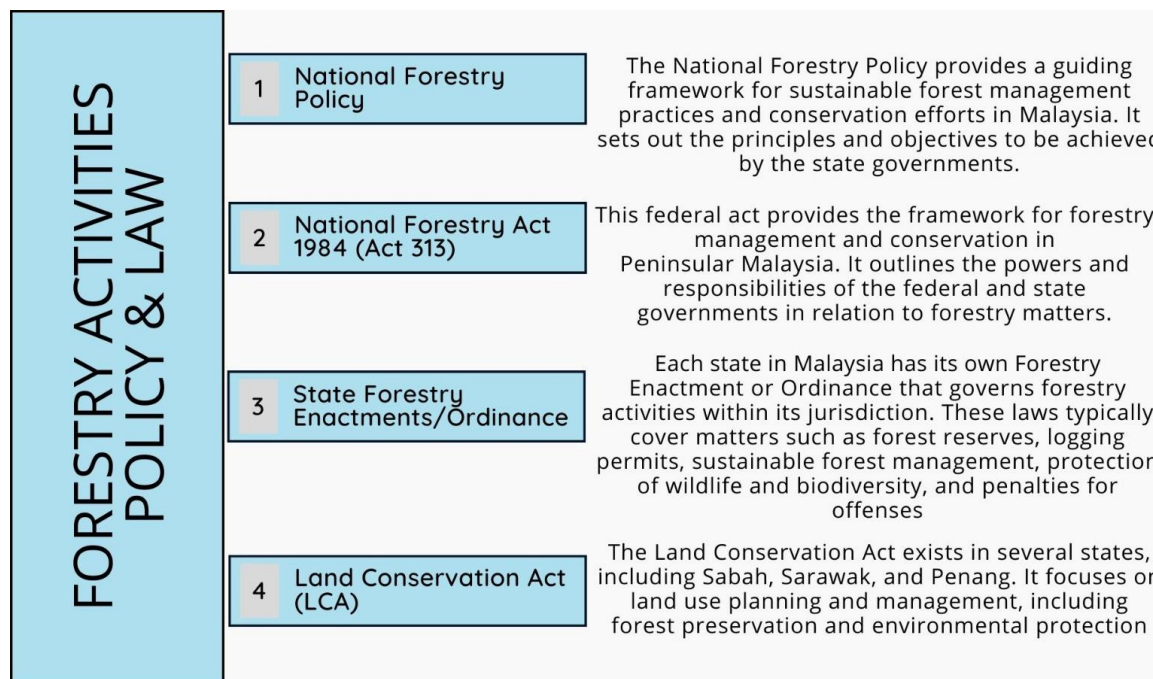 FORESTRY ACTIVITIES
POLICY & LAW
1
National Forestry
Policy
The National Forestry Policy provides a guiding
framework for sustainable forest management
practices and conservation efforts in Malaysia. It
sets out the principles and objectives to be achieved
by the state governments.
2
National Forestry Act
1984 (Act 313)
This federal act provides the framework for forestry
management and conservation in
Peninsular Malaysia. It outlines the powers and
responsibilities of the federal and state
governments in relation to forestry matters.
3
State Forestry
Enactments/Ordinance
Each state in Malaysia has its own Forestry
Enactment or Ordinance that governs forestry
activities within its jurisdiction. These laws typically
cover matters such as forest reserves, logging
permits, sustainable forest management, protection
of wildlife and biodiversity, and penalties for
offenses
4
Land Conservation Act
(LCA)
The Land Conservation Act exists in several states,
including Sabah, Sarawak, and Penang. It focuses on
land use planning and management, including
forest preservation and environmental protection